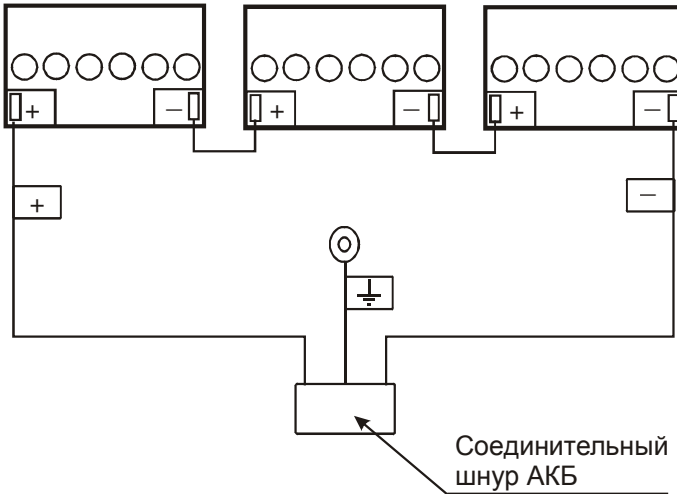 + − + − + −
+ −
Соединительный
шнур АКБ